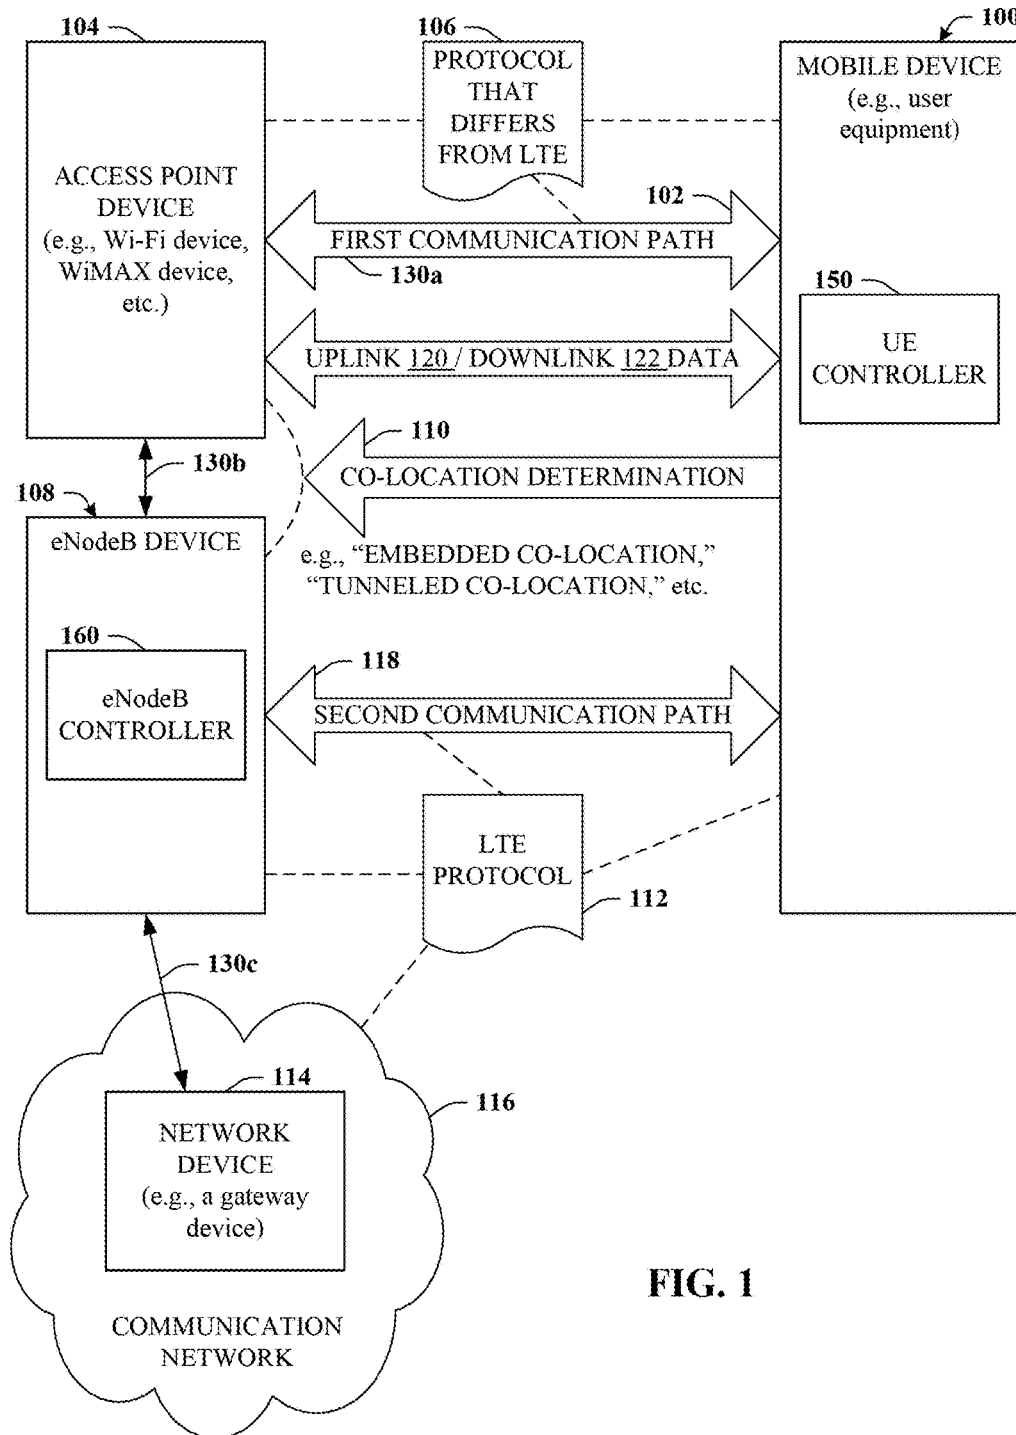 104
106
100
PROTOCOL
THAT
DIFFERS
FROM LTE
MOBILE DEVICE
(e.g., user
equipment)
ACCESS POINT
DEVICE
(e.g., Wi-Fi device,
WiMAX device,
etc.)
102
FIRST COMMUNICATION PATH
130a
150
UE
CONTROLLER
UPLINK 120 / DOWNLINK 122 DATA
110
CO-LOCATION DETERMINATION
130b
108
eNodeB DEVICE
e.g., “EMBEDDED CO-LOCATION,”
“TUNNELED CO-LOCATION,” etc.
160
eNodeB
CONTROLLER
118
SECOND COMMUNICATION PATH
LTE
PROTOCOL
112
130c
114
116
NETWORK
DEVICE
(e.g., a gateway
device)
COMMUNICATION
NETWORK
FIG. 1